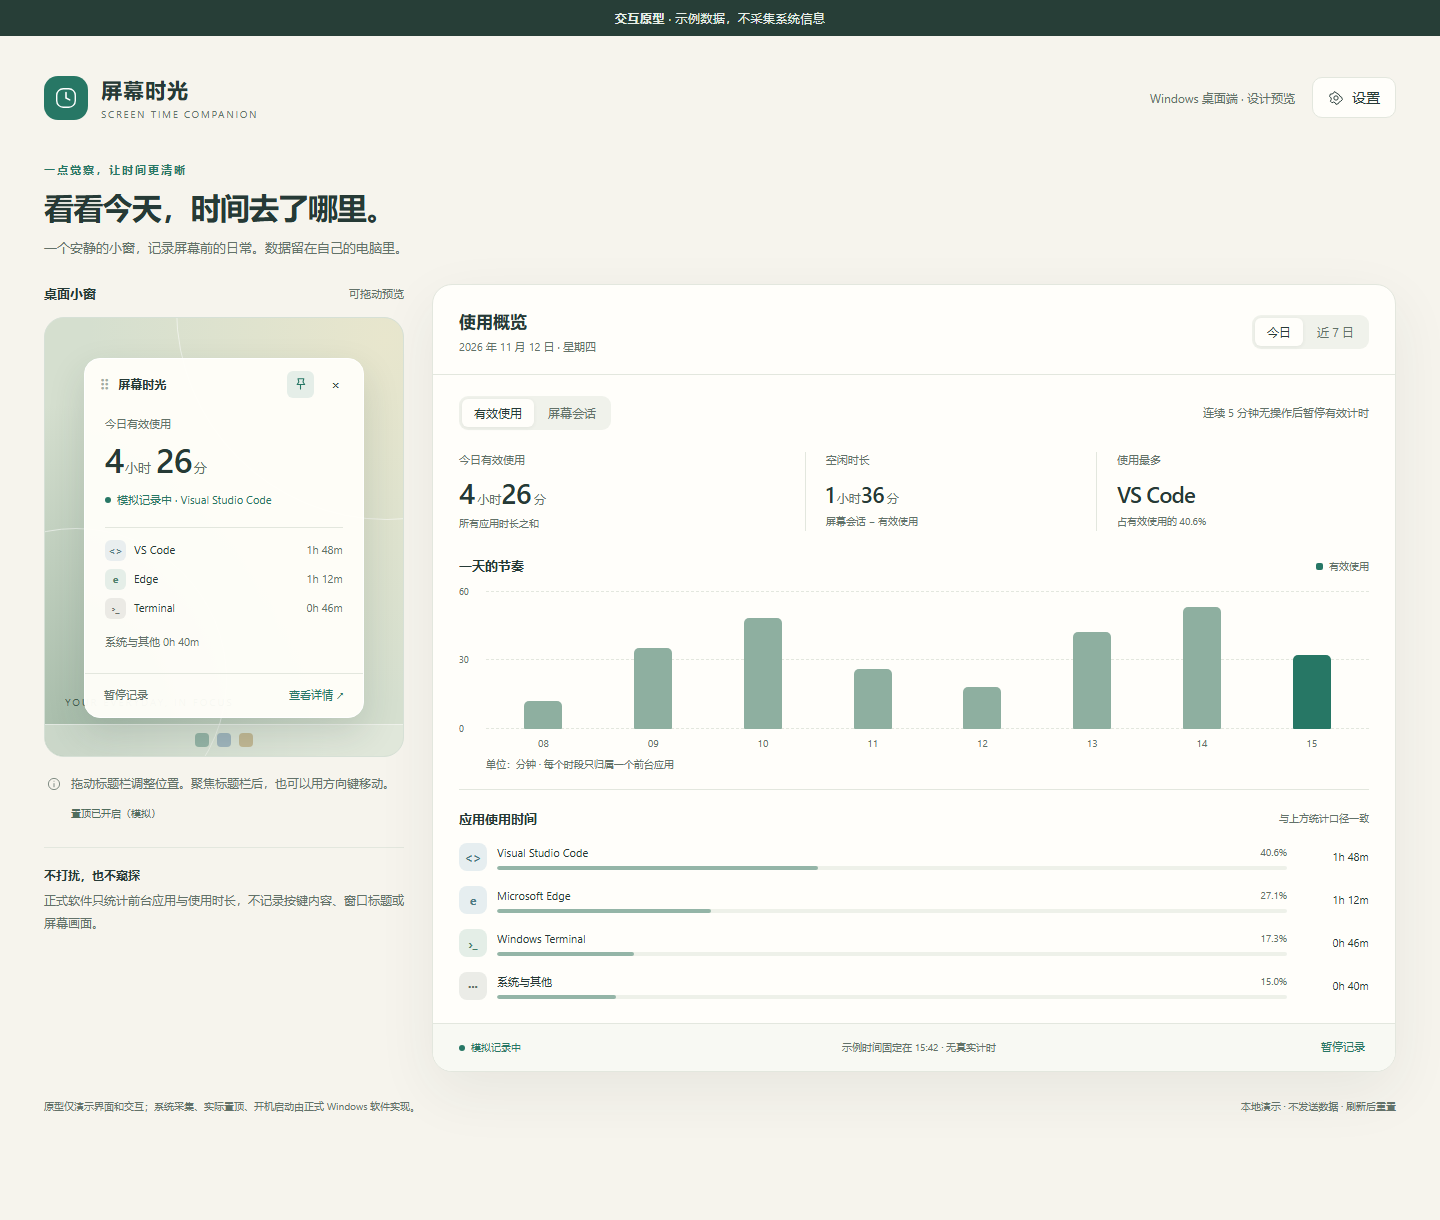 交互原型 · 示例数据，不采集系统信息
屏幕时光
SCREEN TIME COMPANION
Windows 桌面端 · 设计预览
设置
一点觉察，让时间更清晰
看看今天，时间去了哪里。
一个安静的小窗，记录屏幕前的日常。数据留在自己的电脑里。
桌面小窗
可拖动预览
屏幕时光
×
今日有效使用
4小时 26分
模拟记录中 · Visual Studio Code
<> VS Code 1h 48m
e Edge 1h 12m
›_ Terminal 0h 46m
系统与其他 0h 40m
暂停记录
查看详情 ↗
拖动标题栏调整位置。聚焦标题栏后，也可以用方向键移动。
置顶已开启（模拟）
不打扰，也不窥探
正式软件只统计前台应用与使用时长，不记录按键内容、窗口标题或
屏幕画面。
使用概览
2026 年 11 月 12 日 · 星期四
今日
近 7 日
有效使用
屏幕会话
连续 5 分钟无操作后暂停有效计时
今日有效使用
4小时26分
所有应用时长之和
空闲时长
1小时36分
屏幕会话 − 有效使用
使用最多
VS Code
占有效使用的 40.6%
一天的节奏
有效使用
60
30
0
08 09 10 11 12 13 14 15
单位：分钟 · 每个时段只归属一个前台应用
应用使用时间
与上方统计口径一致
<> Visual Studio Code 40.6% 1h 48m
e Microsoft Edge 27.1% 1h 12m
›_ Windows Terminal 17.3% 0h 46m
··· 系统与其他 15.0% 0h 40m
模拟记录中
示例时间固定在 15:42 · 无真实计时
暂停记录
原型仅演示界面和交互；系统采集、实际置顶、开机启动由正式 Windows 软件实现。
本地演示 · 不发送数据 · 刷新后重置